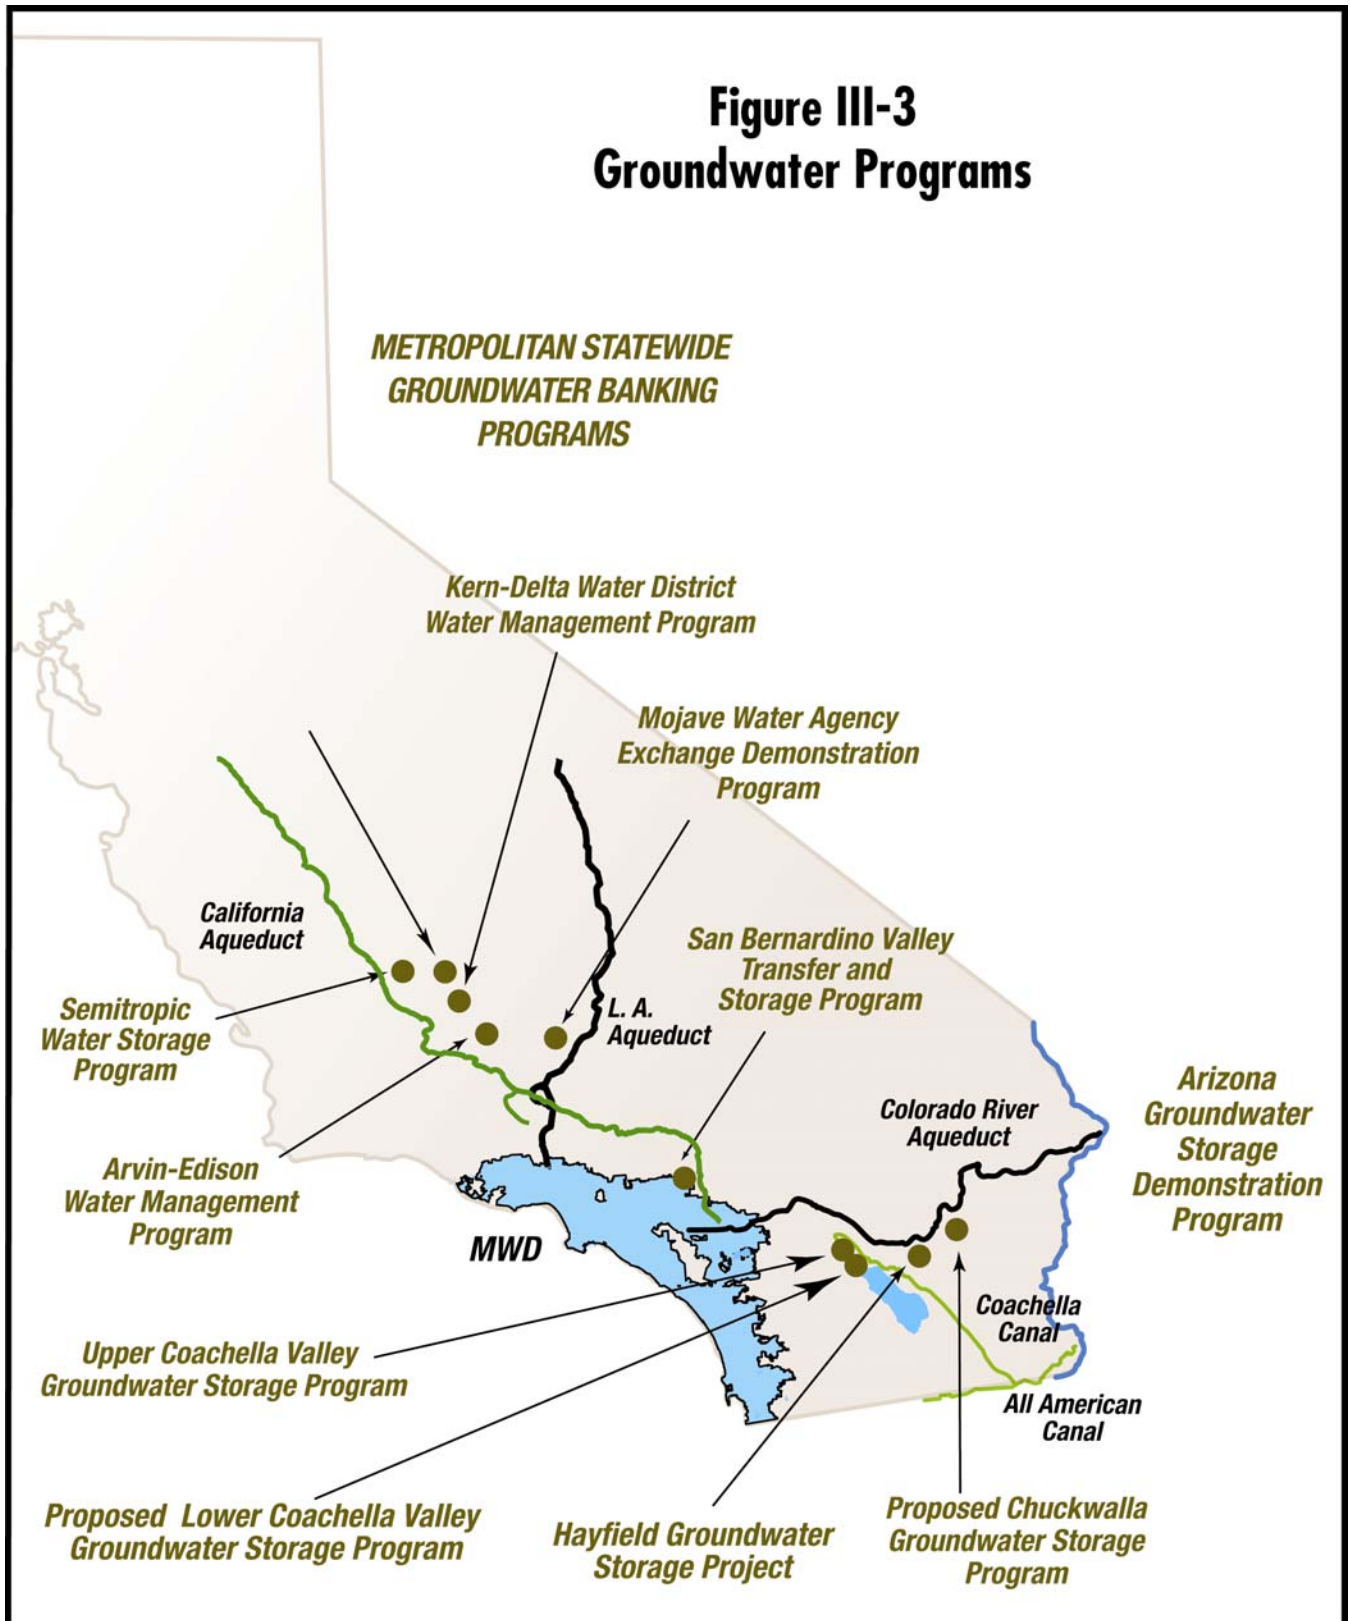 Figure III-3
Groundwater Programs
METROPOLITAN STATEWIDE
GROUNDWATER BANKING
PROGRAMS
Kern-Delta Water District
Water Management Program
Mojave Water Agency
Exchange Demonstration
Program
California
Aqueduct
San Bernardino Valley
Transfer and
Storage Program
Semitropic
Water Storage
Program
L. A.
Aqueduct
Arizona
Groundwater
Storage
Demonstration
Program
Colorado River
Aqueduct
Arvin-Edison
Water Management
Program
MWD
Coachella
Canal
Upper Coachella Valley
Groundwater Storage Program
All American
Canal
Proposed Lower Coachella Valley
Groundwater Storage Program
Hayfield Groundwater
Storage Project
Proposed Chuckwalla
Groundwater Storage
Program